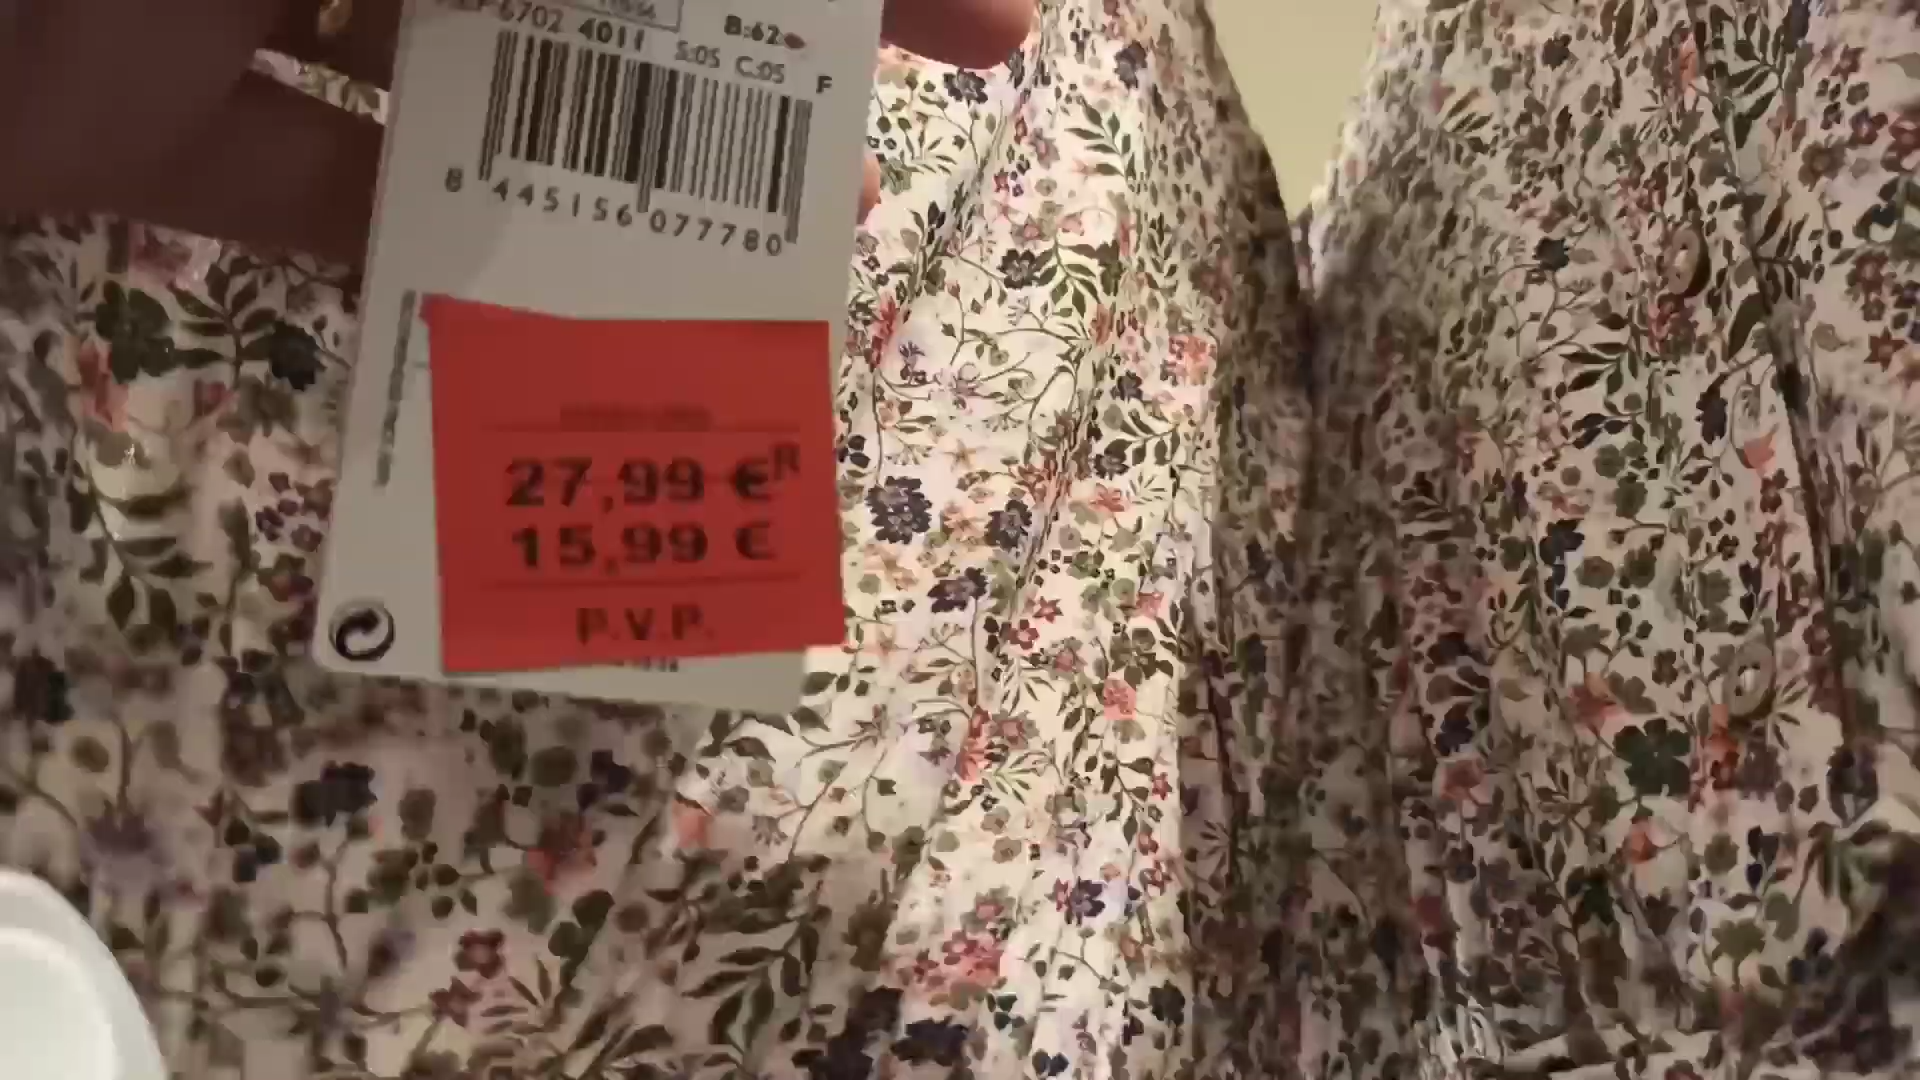 6702 4011 B:62
S:05 C:05 F
8 445156 077780
27,99 € R
15,99 €
P.V.P.